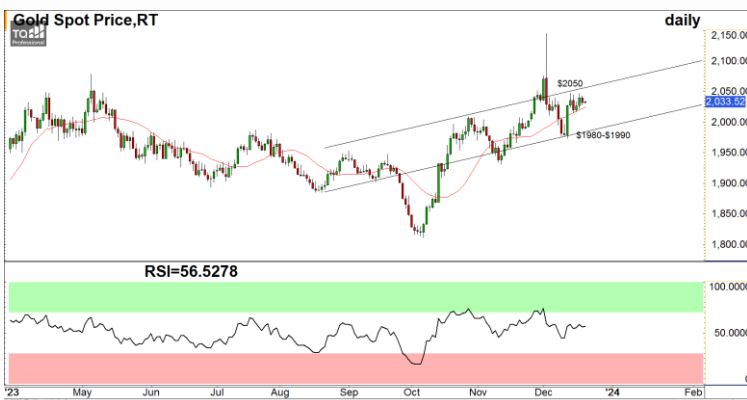 Gold Spot Price,RT
daily
TQ
Professional
2,150.00
2,100.00
2,050.00
2,033.52
2,000.00
1,950.00
1,900.00
1,850.00
1,800.00
$2050
$1980-$1990
RSI=56.5278
100.0000
50.0000
0
'23
May
Jun
Jul
Aug
Sep
Oct
Nov
Dec
'24
Feb